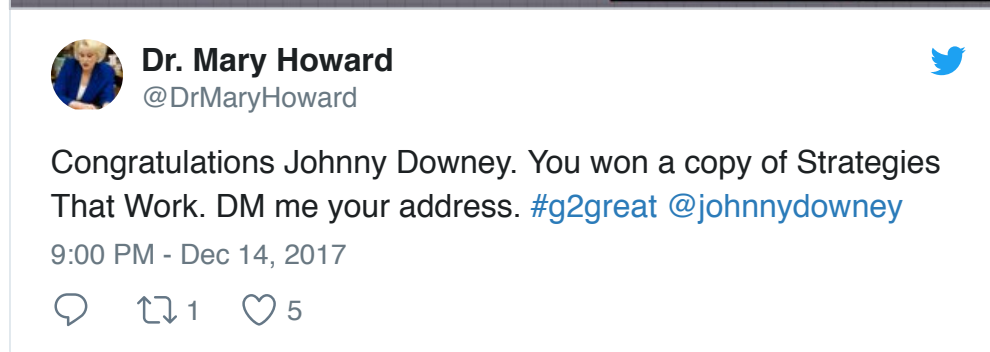 Dr. Mary Howard
@DrMaryHoward
Congratulations Johnny Downey. You won a copy of Strategies
That Work. DM me your address. #g2great @johnnydowney
9:00 PM - Dec 14, 2017
1 5